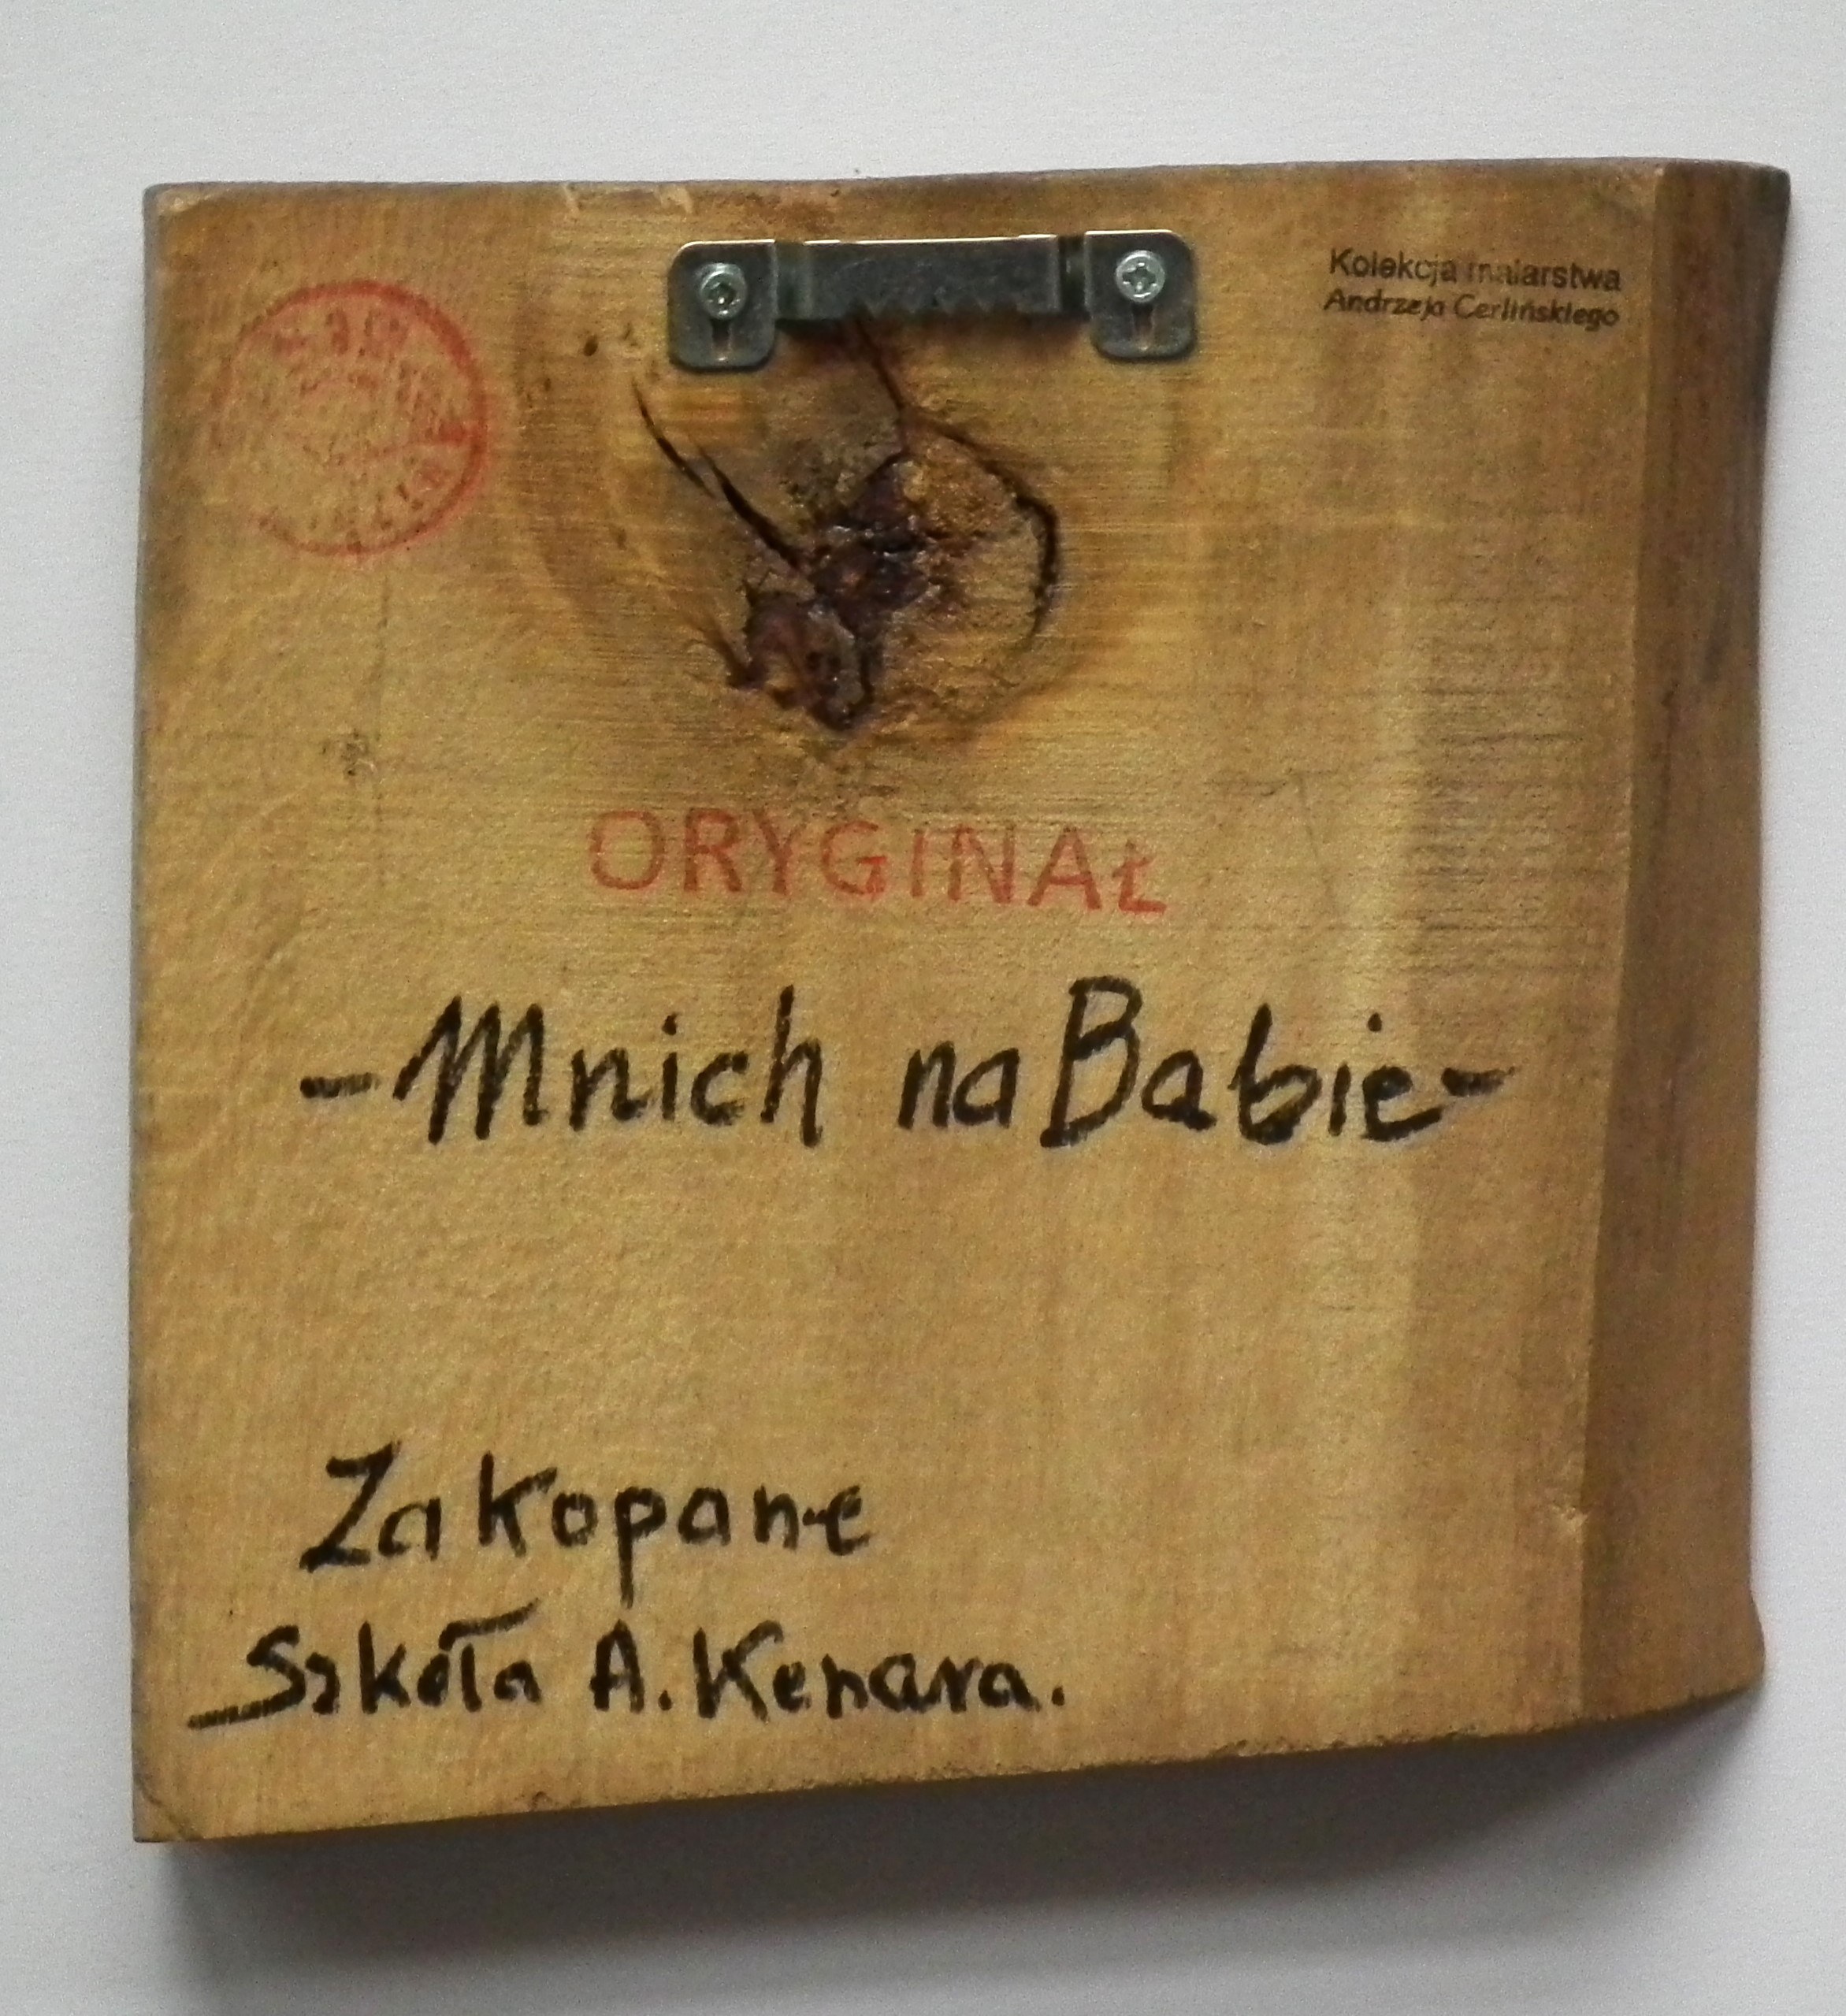 Kolekcja malarstwa
Andrzeja Cerlińskiego
ORYGINAŁ
-Mnich na Babie-
Zakopane
Szkoła A. Kenara.